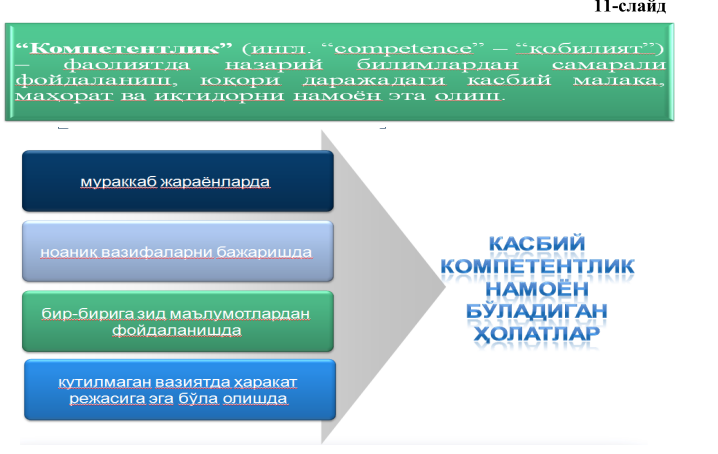 11-слайд
“Компетентлик” (ингл. “competence” – “қобилият”)
– фаолиятда назарий билимлардан самарали
фойдаланиш, юқори даражадаги касбий малака,
маҳорат ва иқтидорни намоён эта олиш.
мураккаб жараёнларда
ноаниқ вазифаларни бажаришда
бир-бирига зид маълумотлардан
фойдаланишда
кутилмаган вазиятда ҳаракат
режасига эга бўла олишда
КАСБИЙ
КОМПЕТЕНТЛИК
НАМОЁН
БЎЛАДИГАН
ҲОЛАТЛАР